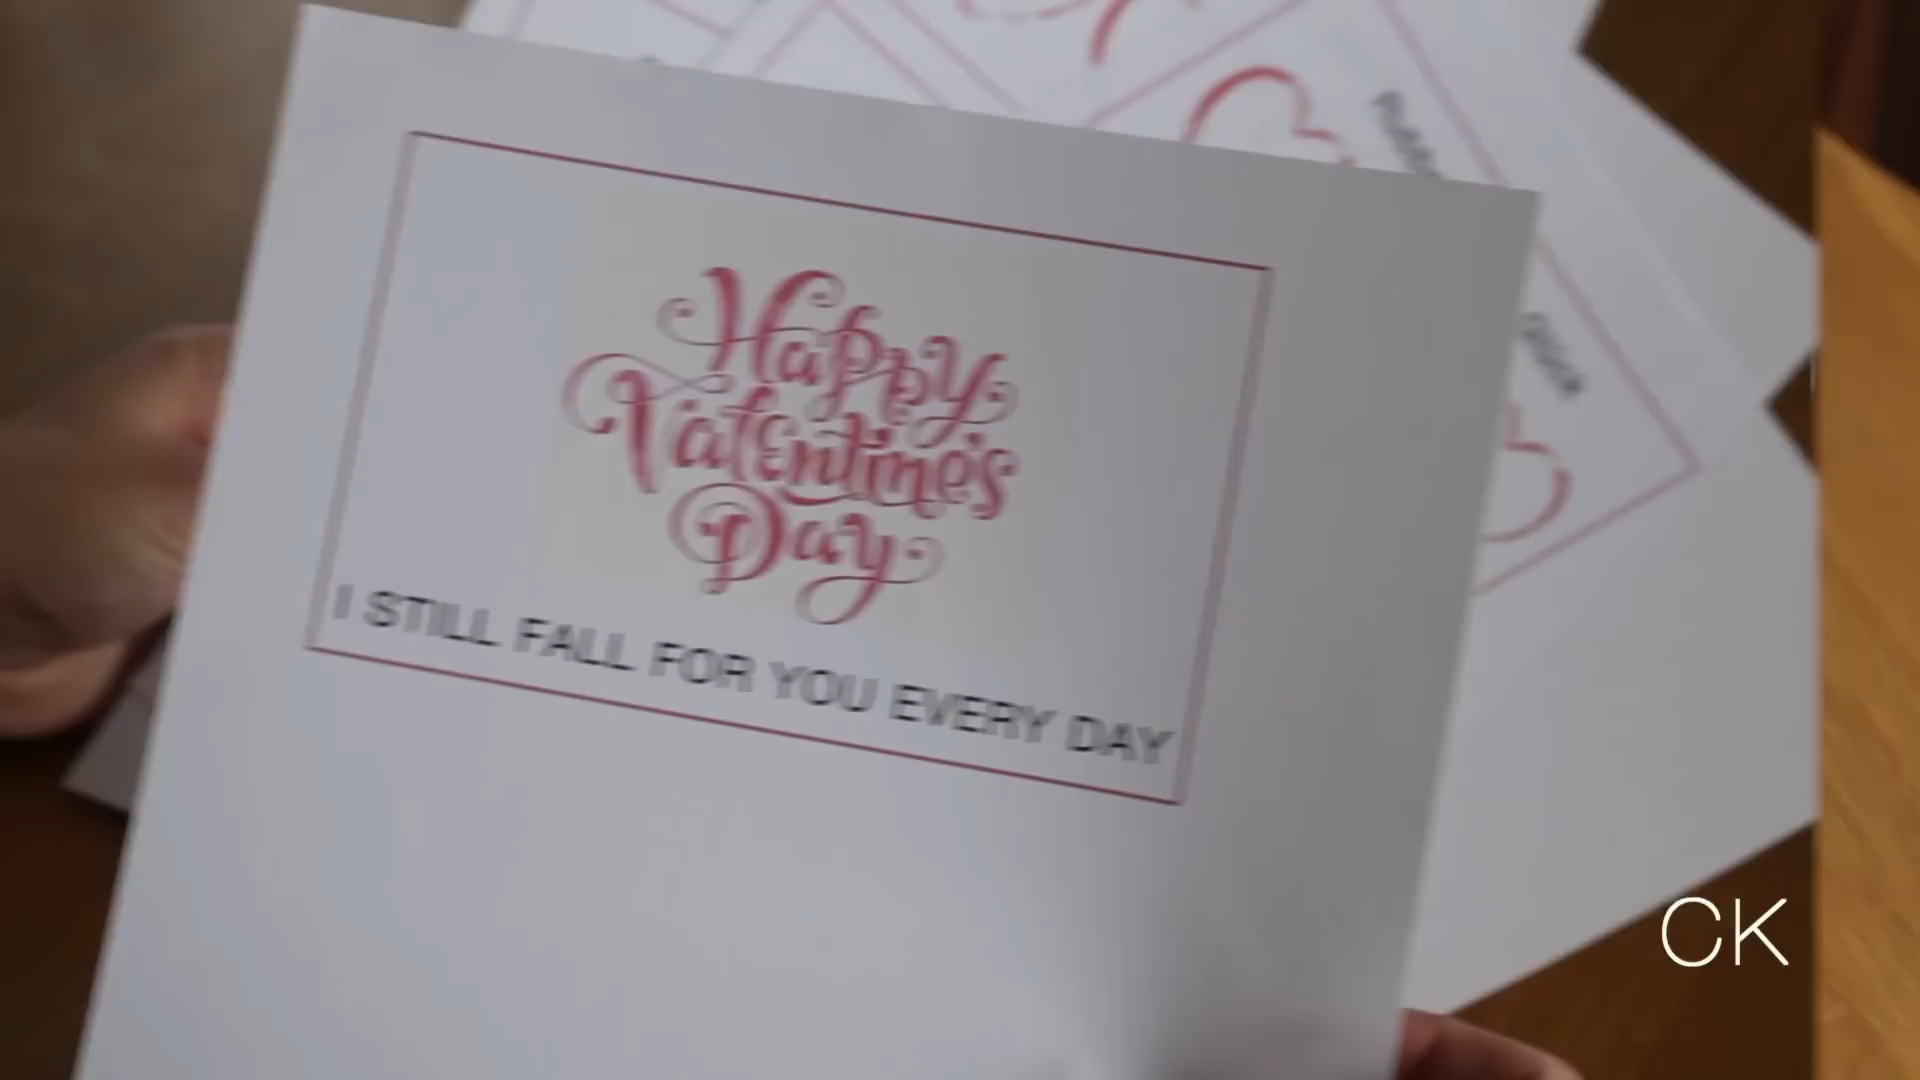 Happy
Valentine's
Day
I STILL FALL FOR YOU EVERY DAY
CK